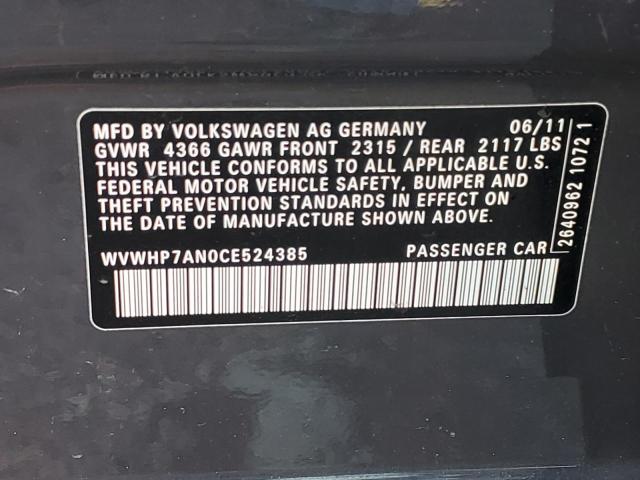 MFD BY VOLKSWAGEN AG GERMANY 06/11
GVWR 4366 GAWR FRONT 2315 / REAR 2117 LBS
THIS VEHICLE CONFORMS TO ALL APPLICABLE U.S.
FEDERAL MOTOR VEHICLE SAFETY, BUMPER AND
THEFT PREVENTION STANDARDS IN EFFECT ON
THE DATE OF MANUFACTURE SHOWN ABOVE.
WVWHP7AN0CE524385 PASSENGER CAR
2640962 1072 1